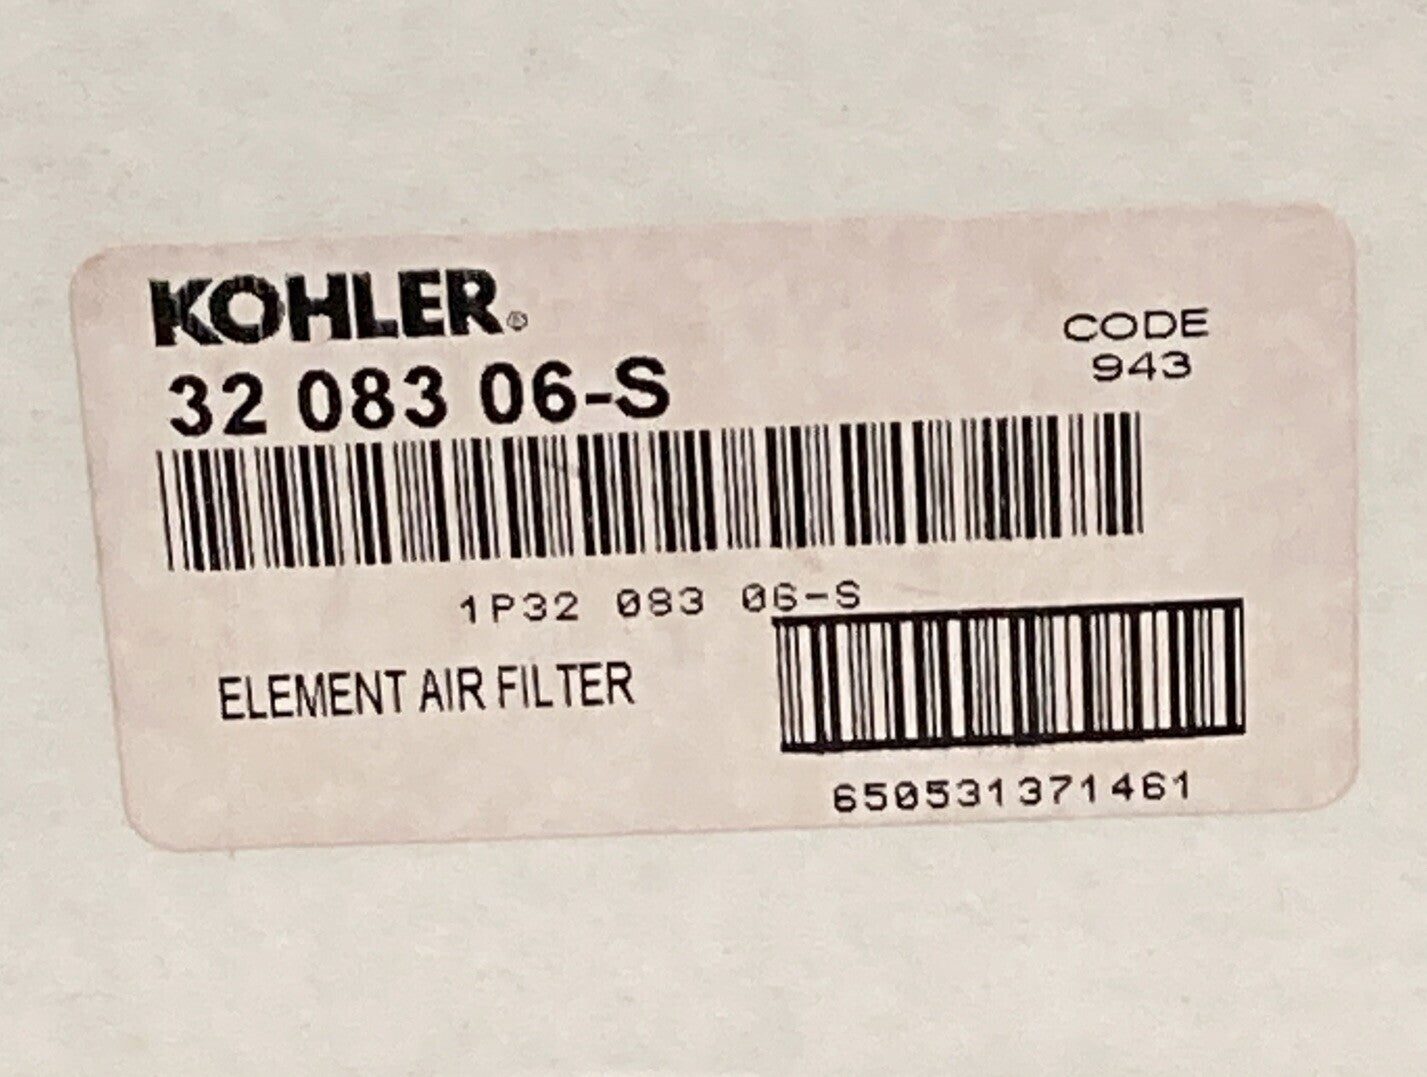 KOHLER®
32 083 06-S
CODE
943
1P32 083 06-S
ELEMENT AIR FILTER
650531371461